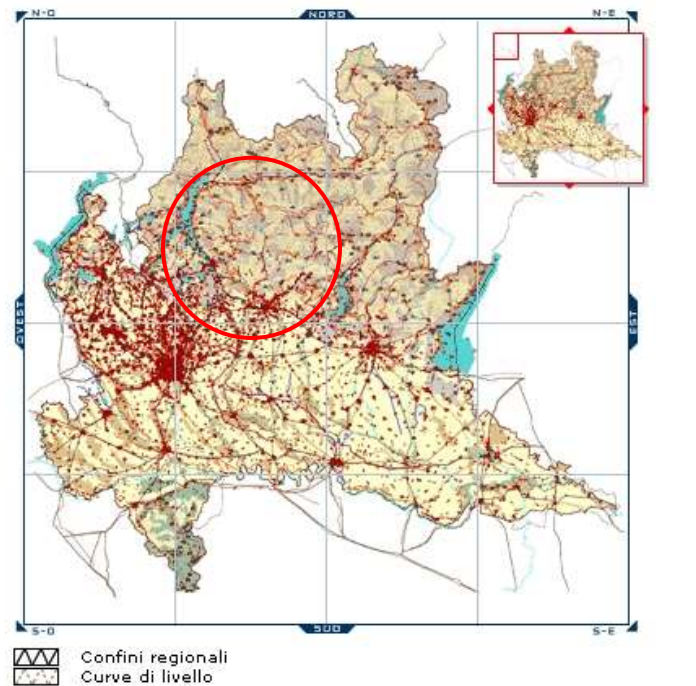 N-O NORD N-E
OVEST
EST
S-O SUD S-E
Confini regionali
Curve di livello